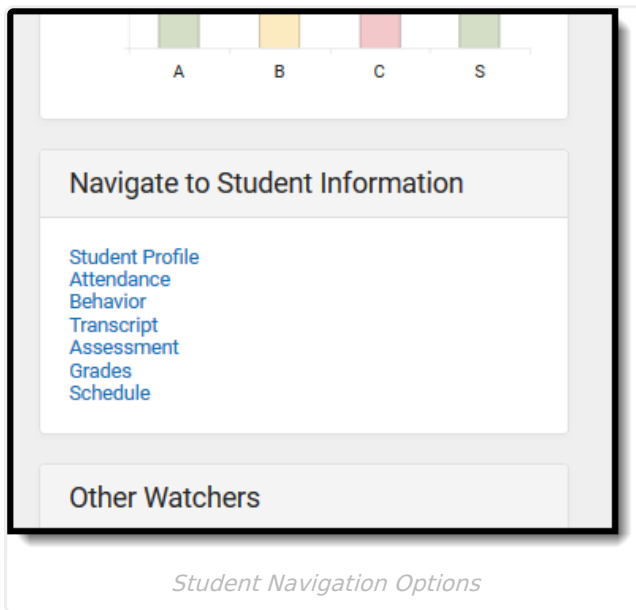 A B C S
Navigate to Student Information
Student Profile
Attendance
Behavior
Transcript
Assessment
Grades
Schedule
Other Watchers
Student Navigation Options